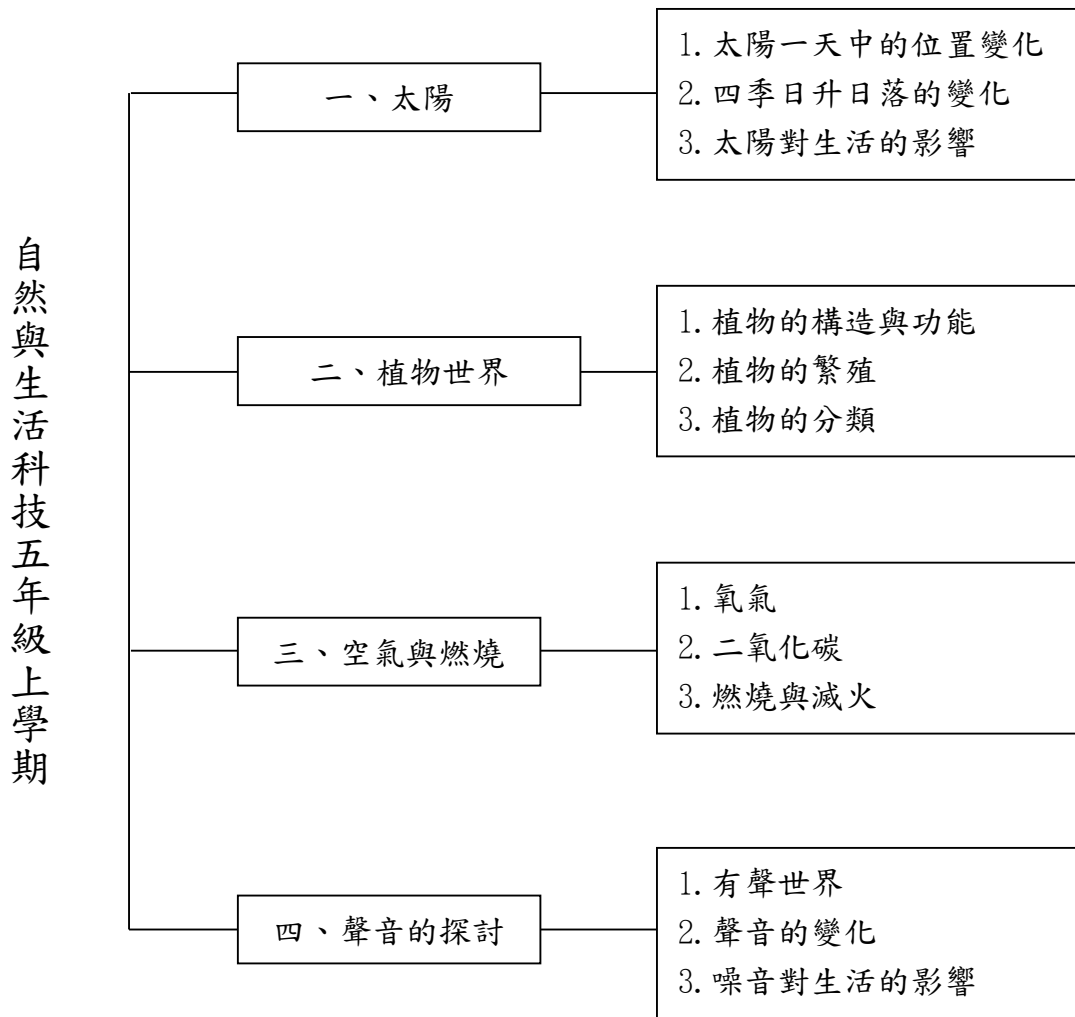 自然與生活科技五年級上學期
一、太陽
1.太陽一天中的位置變化
2.四季日升日落的變化
3.太陽對生活的影響
二、植物世界
1.植物的構造與功能
2.植物的繁殖
3.植物的分類
三、空氣與燃燒
1.氧氣
2.二氧化碳
3.燃燒與滅火
四、聲音的探討
1.有聲世界
2.聲音的變化
3.噪音對生活的影響